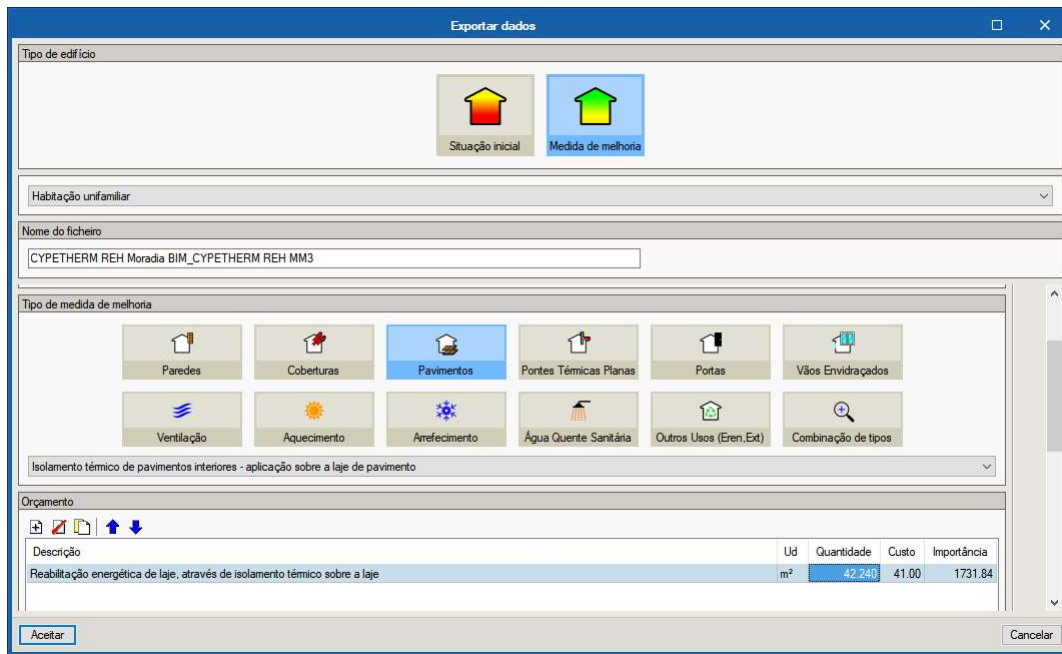 Exportar dados
Tipo de edifício
Situação inicial
Medida de melhoria
Habitação unifamiliar
Nome do ficheiro
CYPETHERM REH Moradia BIM_CYPETHERM REH MM3
Tipo de medida de melhoria
Paredes
Coberturas
Pavimentos
Pontes Térmicas Planas
Portas
Vãos Envidraçados
Ventilação
Aquecimento
Arrefecimento
Água Quente Sanitária
Outros Usos (Eren,Ext)
Combinação de tipos
Isolamento térmico de pavimentos interiores - aplicação sobre a laje de pavimento
Orçamento
Descrição Ud Quantidade Custo Importância
Reabilitação energética de laje, através de isolamento térmico sobre a laje m² 42.240 41.00 1731.84
Aceitar
Cancelar